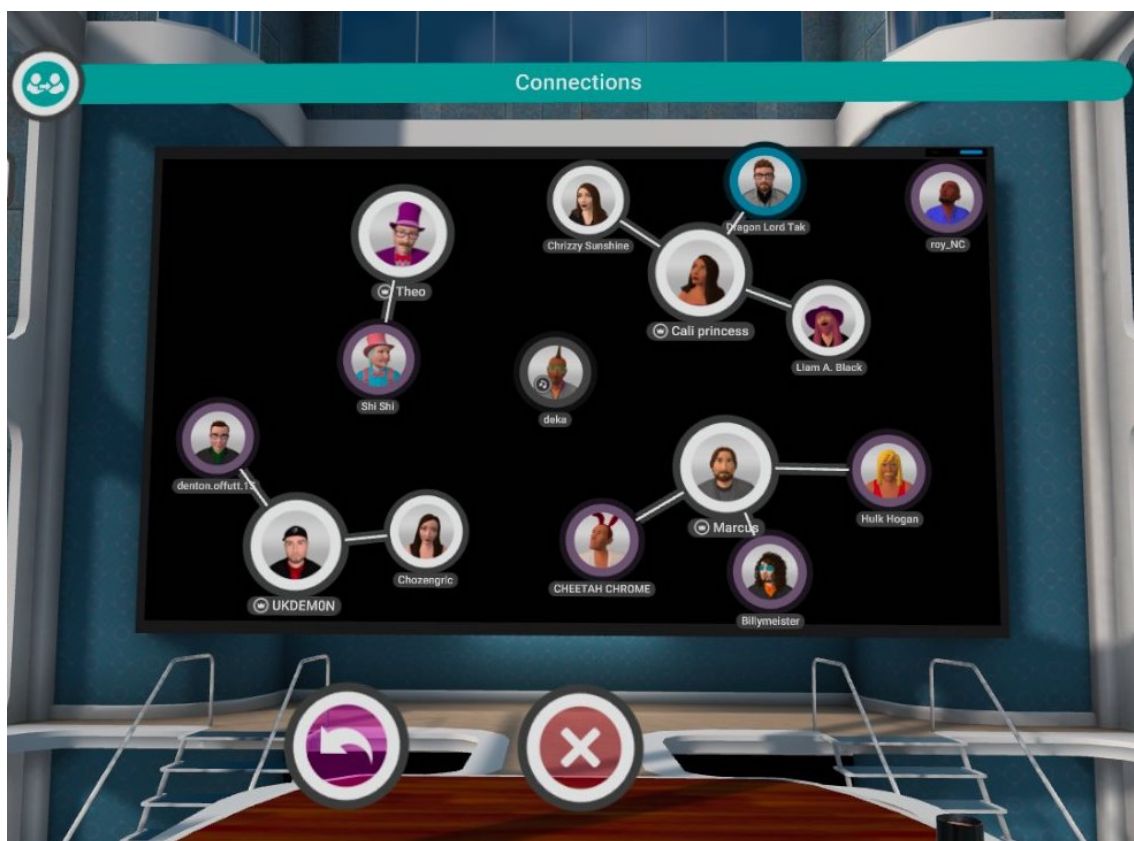 Connections
Chrizzy Sunshine
Dragon Lord Tak
roy_NC
Theo
Cali princess
Liam A. Black
Shi Shi
deka
denton.offutt.15
Marcus
Hulk Hogan
Chozengric
CHEETAH CHROME
UKDEM0N
Billymeister